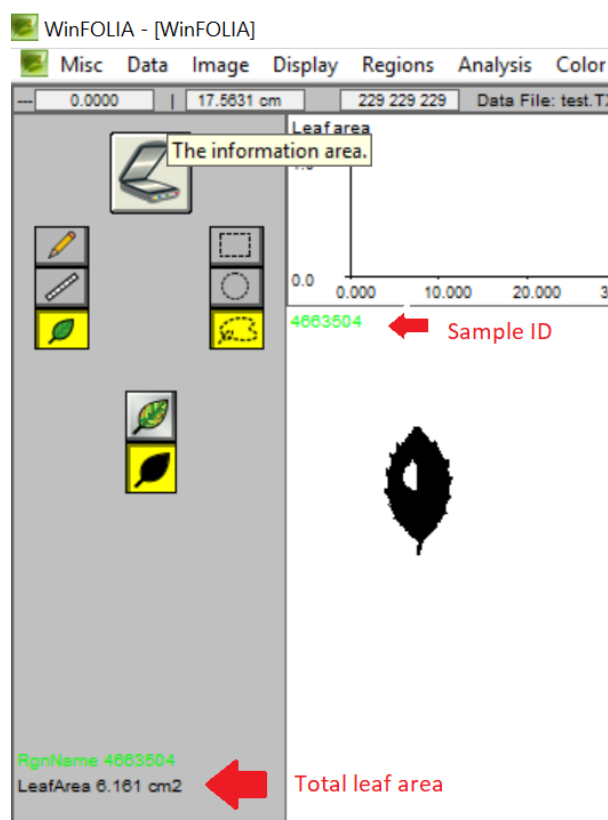 WinFOLIA - [WinFOLIA]
Misc Data Image Display Regions Analysis Color
--- 0.0000 | 17.5631 cm 229 229 229 Data File: test.TX
Leaf area
The information area.
0.0
0.000 10.000 20.000 3
4663504
Sample ID
RgnName 4663504
LeafArea 6.161 cm2
Total leaf area